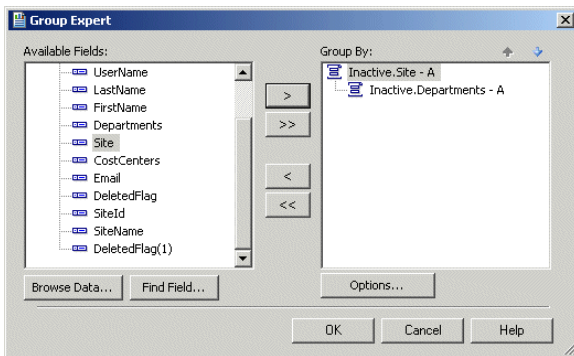 Group Expert
Available Fields:
UserName
LastName
FirstName
Departments
Site
CostCenters
Email
DeletedFlag
SiteId
SiteName
DeletedFlag(1)
>
>>
<
<<
Group By:
Inactive.Site - A
Inactive.Departments - A
Browse Data...
Find Field...
Options...
OK
Cancel
Help